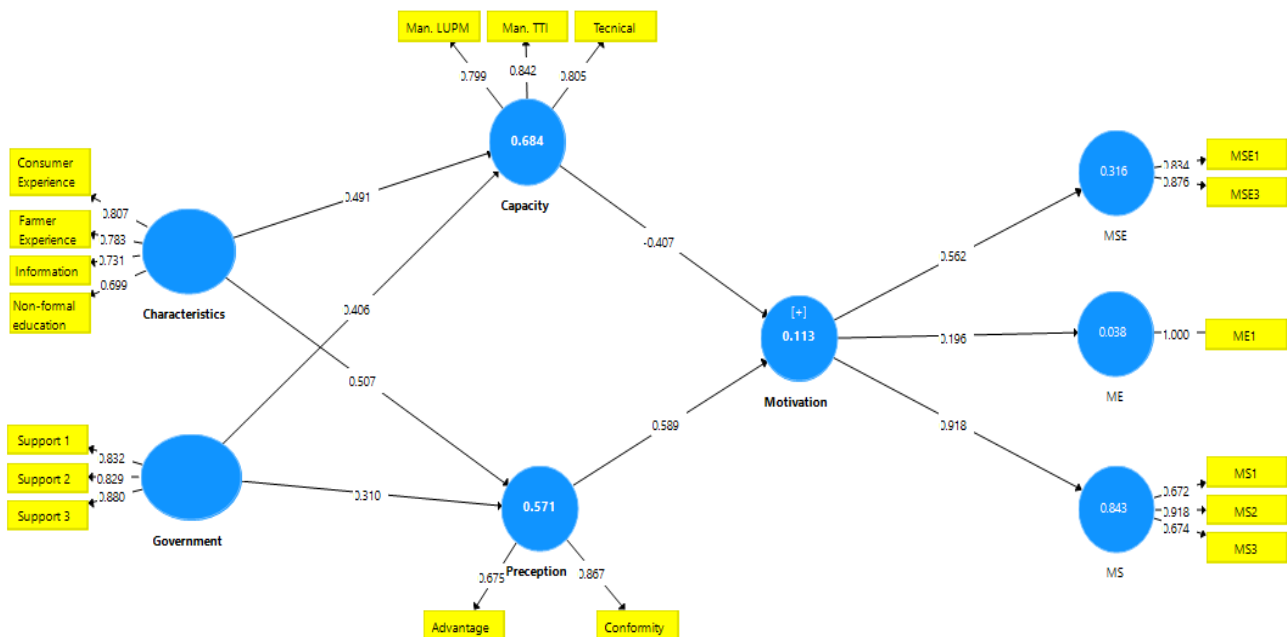 Man. LUPM
Man. TTI
Tecnical
0.799
0.842
0.805
0.684
Capacity
Consumer
Experience
Farmer
Experience
Information
Non-formal
education
0.807
0.783
0.731
0.699
Characteristics
0.491
0.406
0.507
0.310
-0.407
0.589
Support 1
Support 2
Support 3
0.832
0.829
0.880
Government
0.571
Preception
0.675
0.867
Advantage
Conformity
[+]
0.113
Motivation
0.562
0.196
0.918
0.316
MSE
0.834
0.876
MSE1
MSE3
0.038
ME
1.000
ME1
0.843
MS
0.672
0.918
0.674
MS1
MS2
MS3